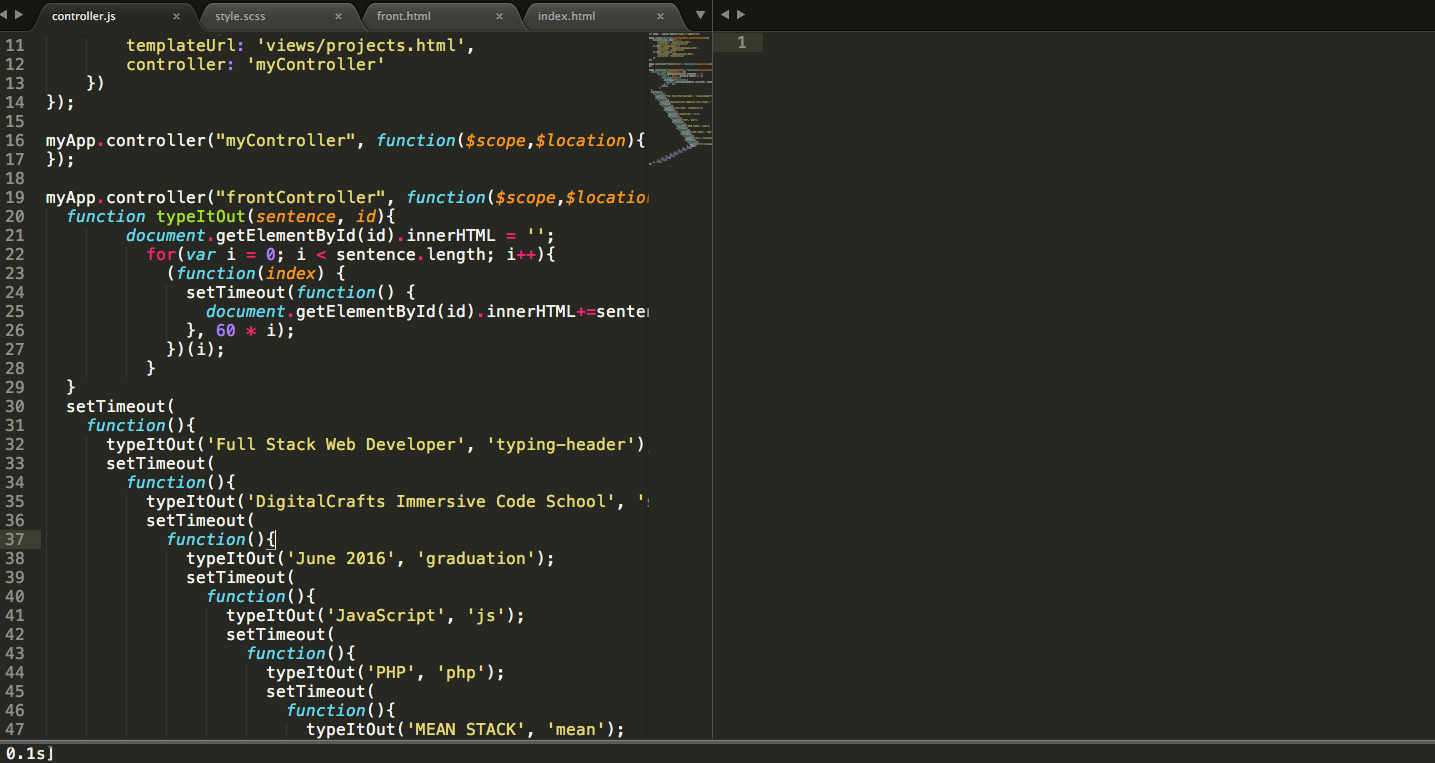 controller.js × style.scss × front.html × index.html ×
1
11 templateUrl: 'views/projects.html',
12 controller: 'myController'
13 })
14 });
15
16 myApp.controller("myController", function($scope,$location){
17 });
18
19 myApp.controller("frontController", function($scope,$location
20 function typeItOut(sentence, id){
21 document.getElementById(id).innerHTML = '';
22 for(var i = 0; i < sentence.length; i++){
23 (function(index) {
24 setTimeout(function() {
25 document.getElementById(id).innerHTML+=senten
26 }, 60 * i);
27 })(i);
28 }
29 }
30 setTimeout(
31 function(){
32 typeItOut('Full Stack Web Developer', 'typing-header')
33 setTimeout(
34 function(){
35 typeItOut('DigitalCrafts Immersive Code School', '
36 setTimeout(
37 function(){
38 typeItOut('June 2016', 'graduation');
39 setTimeout(
40 function(){
41 typeItOut('JavaScript', 'js');
42 setTimeout(
43 function(){
44 typeItOut('PHP', 'php');
45 setTimeout(
46 function(){
47 typeItOut('MEAN STACK', 'mean');
0.1s]